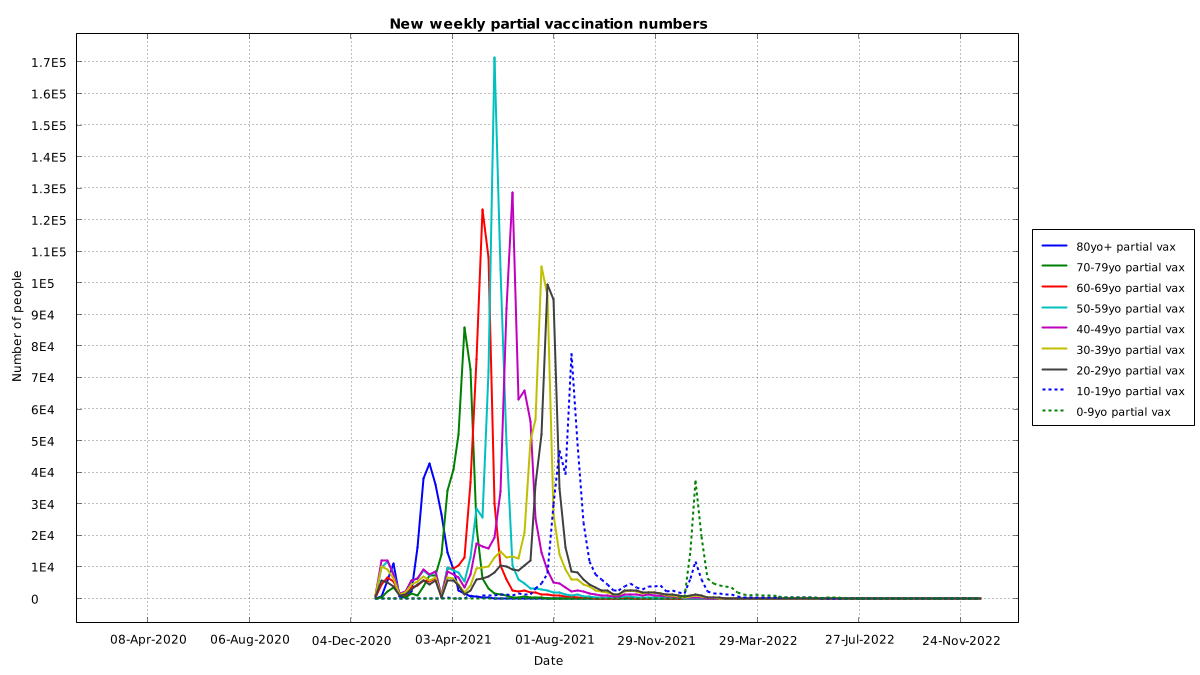 New weekly partial vaccination numbers
1.7E5
1.6E5
1.5E5
1.4E5
1.3E5
1.2E5
1.1E5
1E5
9E4
8E4
7E4
6E4
5E4
4E4
3E4
2E4
1E4
0
Number of people
08-Apr-2020
06-Aug-2020
04-Dec-2020
03-Apr-2021
01-Aug-2021
29-Nov-2021
29-Mar-2022
27-Jul-2022
24-Nov-2022
Date
80yo+ partial vax
70-79yo partial vax
60-69yo partial vax
50-59yo partial vax
40-49yo partial vax
30-39yo partial vax
20-29yo partial vax
10-19yo partial vax
0-9yo partial vax